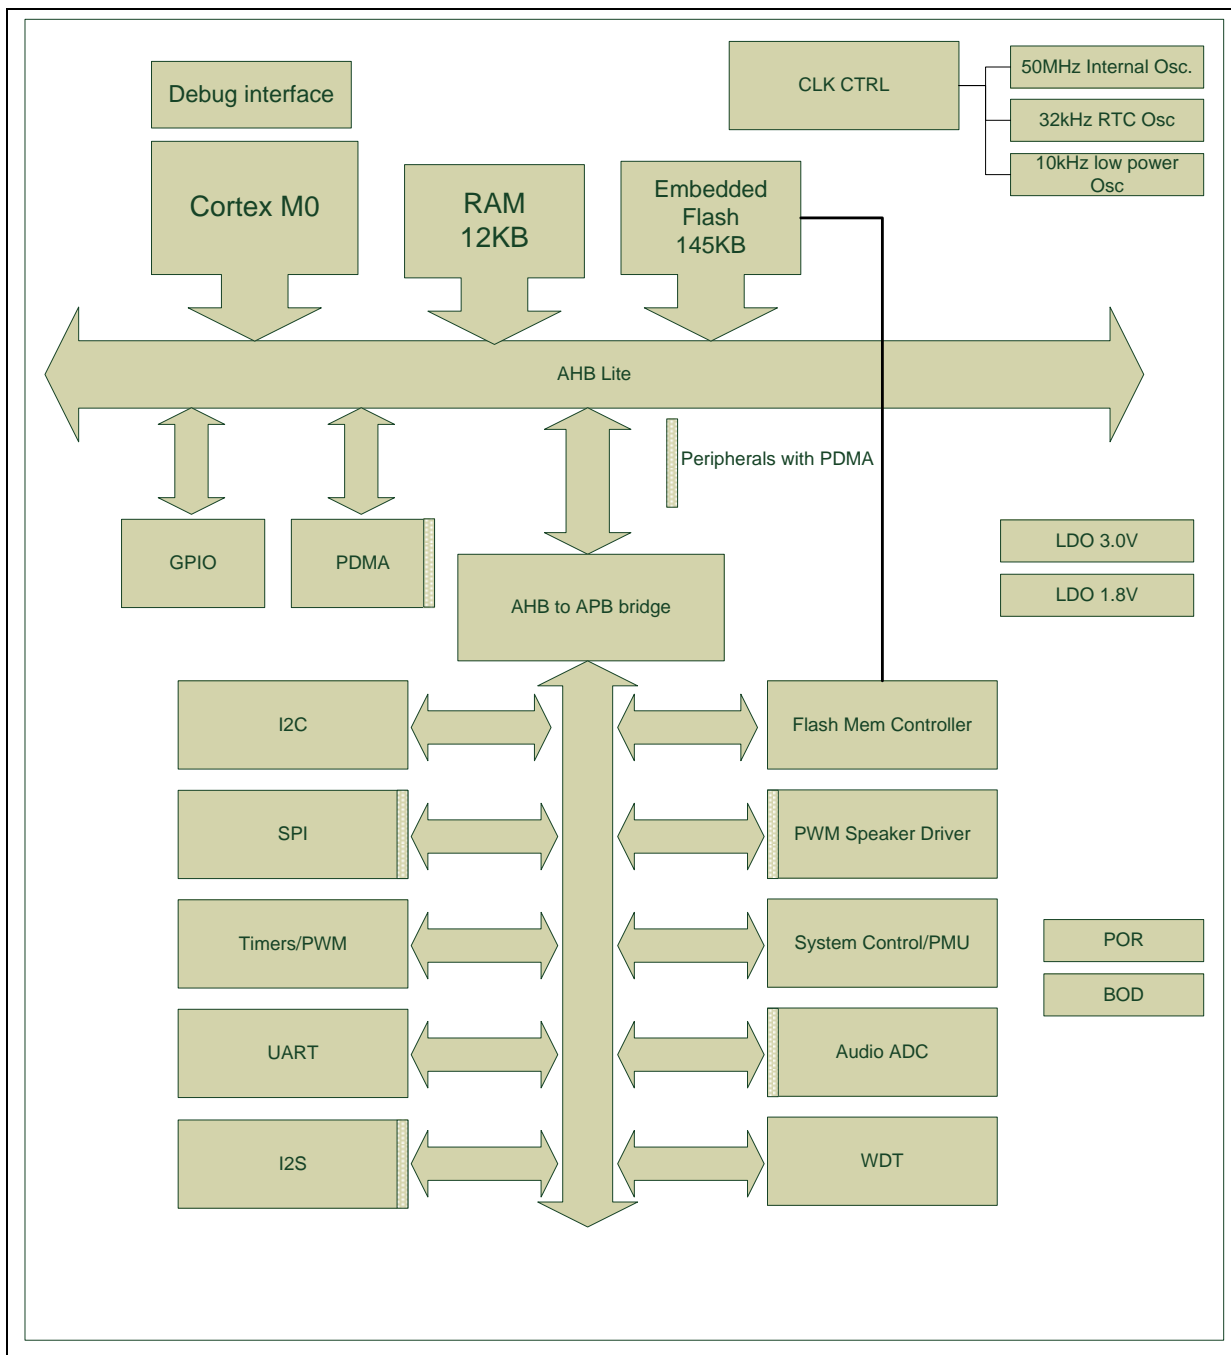 Debug interface
CLK CTRL
50MHz Internal Osc.
32kHz RTC Osc
10kHz low power
Osc
Cortex M0
RAM
12KB
Embedded
Flash
145KB
AHB Lite
Peripherals with PDMA
GPIO
PDMA
AHB to APB bridge
LDO 3.0V
LDO 1.8V
I2C
Flash Mem Controller
SPI
PWM Speaker Driver
Timers/PWM
System Control/PMU
POR
BOD
UART
Audio ADC
I2S
WDT